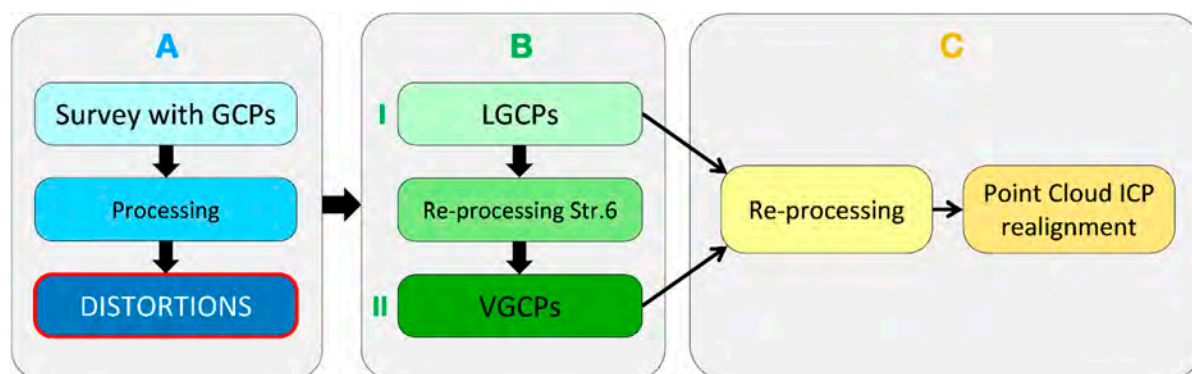 A
Survey with GCPs
Processing
DISTORTIONS
B
I
LGCPs
Re-processing Str.6
II
VGCPs
C
Re-processing
Point Cloud ICP
realignment